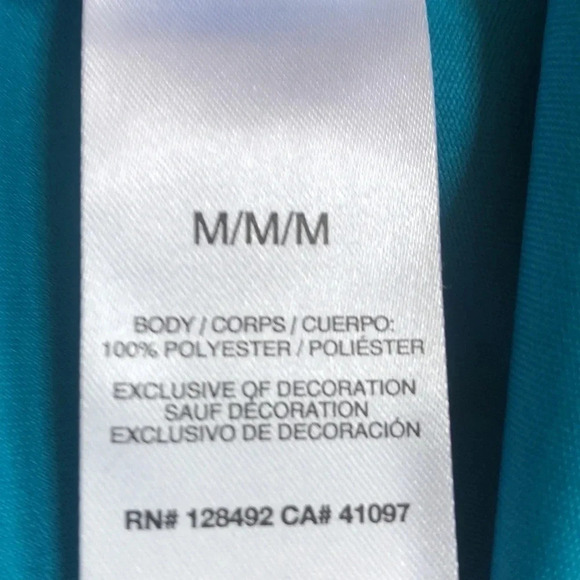 M/M/M
BODY / CORPS / CUERPO:
100% POLYESTER / POLIÉSTER
EXCLUSIVE OF DECORATION
SAUF DÉCORATION
EXCLUSIVO DE DECORACIÓN
RN# 128492 CA# 41097